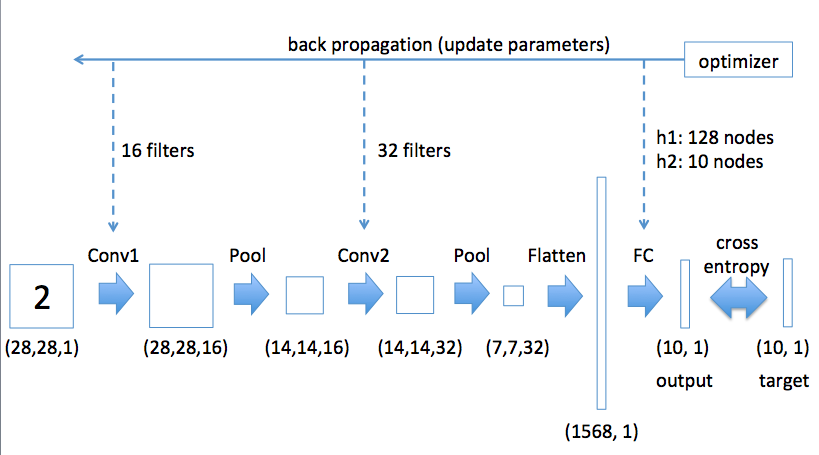 back propagation (update parameters)
optimizer
16 filters
32 filters
h1: 128 nodes
h2: 10 nodes
Conv1
Pool
Conv2
Pool
Flatten
FC
cross
entropy
2
(28,28,1)
(28,28,16)
(14,14,16)
(14,14,32)
(7,7,32)
(10, 1)
(10, 1)
output
target
(1568, 1)